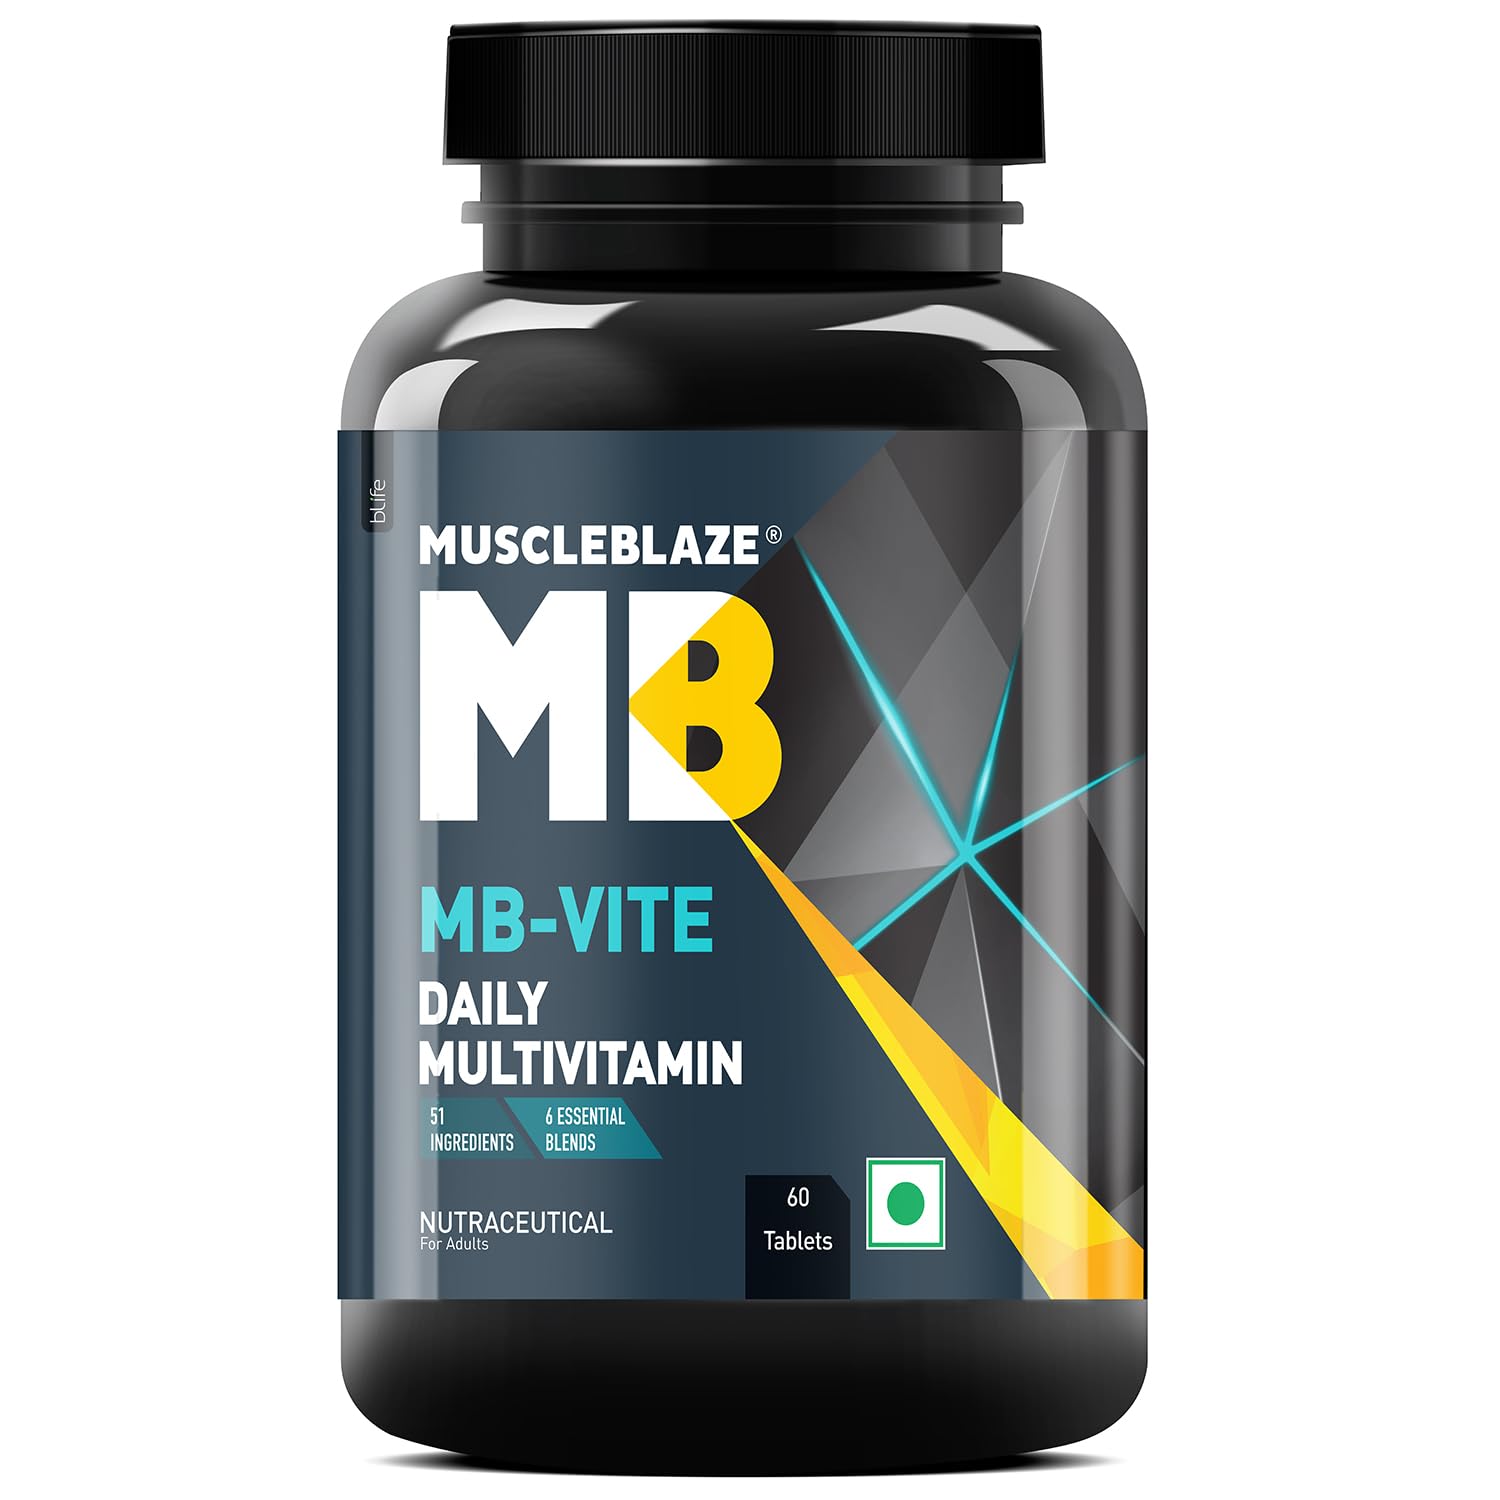 bLife
MUSCLEBLAZE®
MB
MB-VITE
DAILY
MULTIVITAMIN
51
INGREDIENTS
6 ESSENTIAL
BLENDS
NUTRACEUTICAL
For Adults
60
Tablets